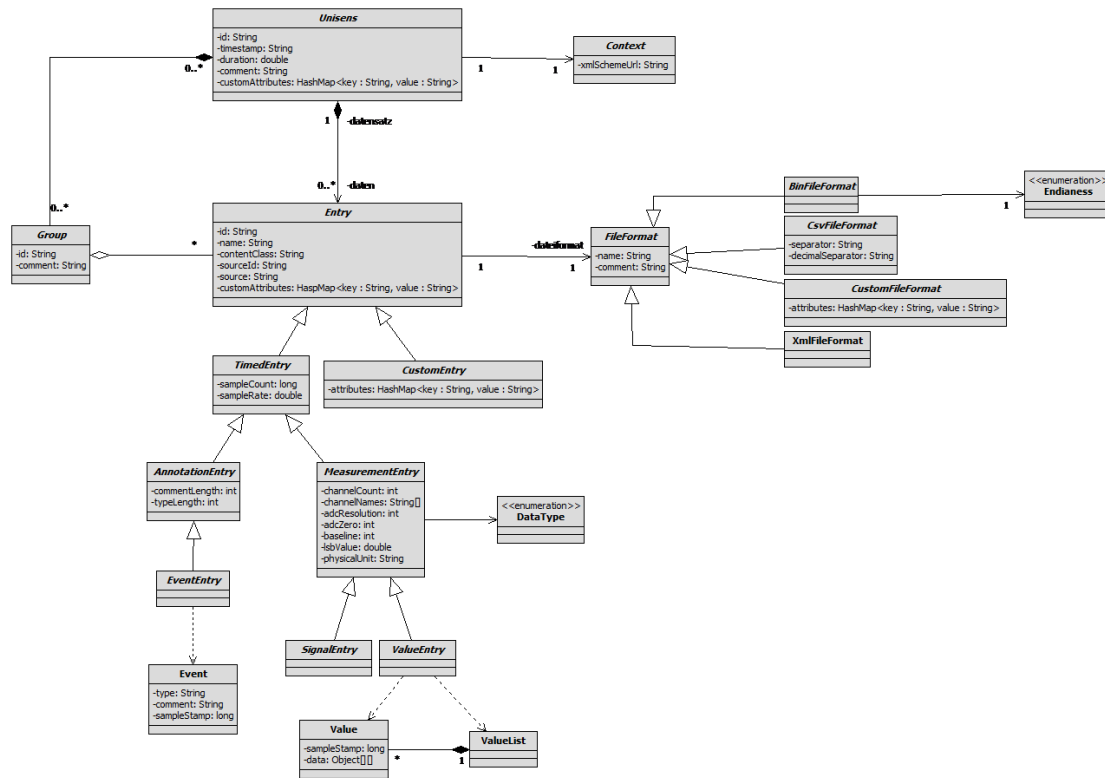 Unisens
-id: String
-timestamp: String
-duration: double
-comment: String
-customAttributes: HashMap<key : String, value : String>
0..*
1
1
Context
-xmlSchemeUrl: String
1
-datensatz
0..*
-daten
0..*
Group
-id: String
-comment: String
*
Entry
-id: String
-name: String
-contentClass: String
-sourceId: String
-source: String
-customAttributes: HaspMap<key : String, value : String>
1
-dateiformat
1
FileFormat
-name: String
-comment: String
BinFileFormat
1
<<enumeration>>
Endianess
CsvFileFormat
-separator: String
-decimalSeparator: String
CustomFileFormat
-attributes: HashMap<key : String, value : String>
XmlFileFormat
TimedEntry
-sampleCount: long
-sampleRate: double
CustomEntry
-attributes: HashMap<key : String, value : String>
AnnotationEntry
-commentLength: int
-typeLength: int
MeasurementEntry
-channelCount: int
-channelNames: String[]
-adcResolution: int
-adcZero: int
-baseline: int
-lsbValue: double
-physicalUnit: String
<<enumeration>>
DataType
EventEntry
SignalEntry
ValueEntry
Event
-type: String
-comment: String
-sampleStamp: long
Value
-sampleStamp: long
-data: Object[][]
*
1
ValueList